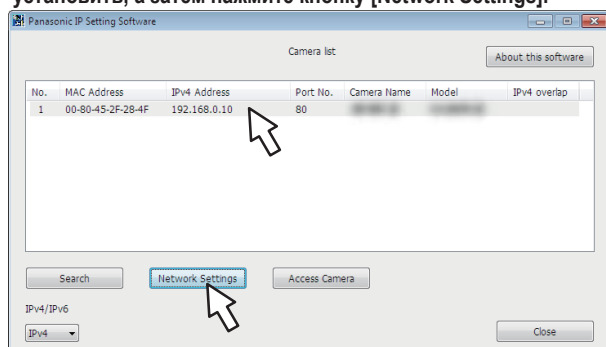 установить, а затем нажмите кнопку [Network Settings].
Panasonic IP Setting Software
Camera list
About this software
No. MAC Address IPv4 Address Port No. Camera Name Model IPv4 overlap
1 00-80-45-2F-28-4F 192.168.0.10 80
Search Network Settings Access Camera
IPv4/IPv6
IPv4
Close